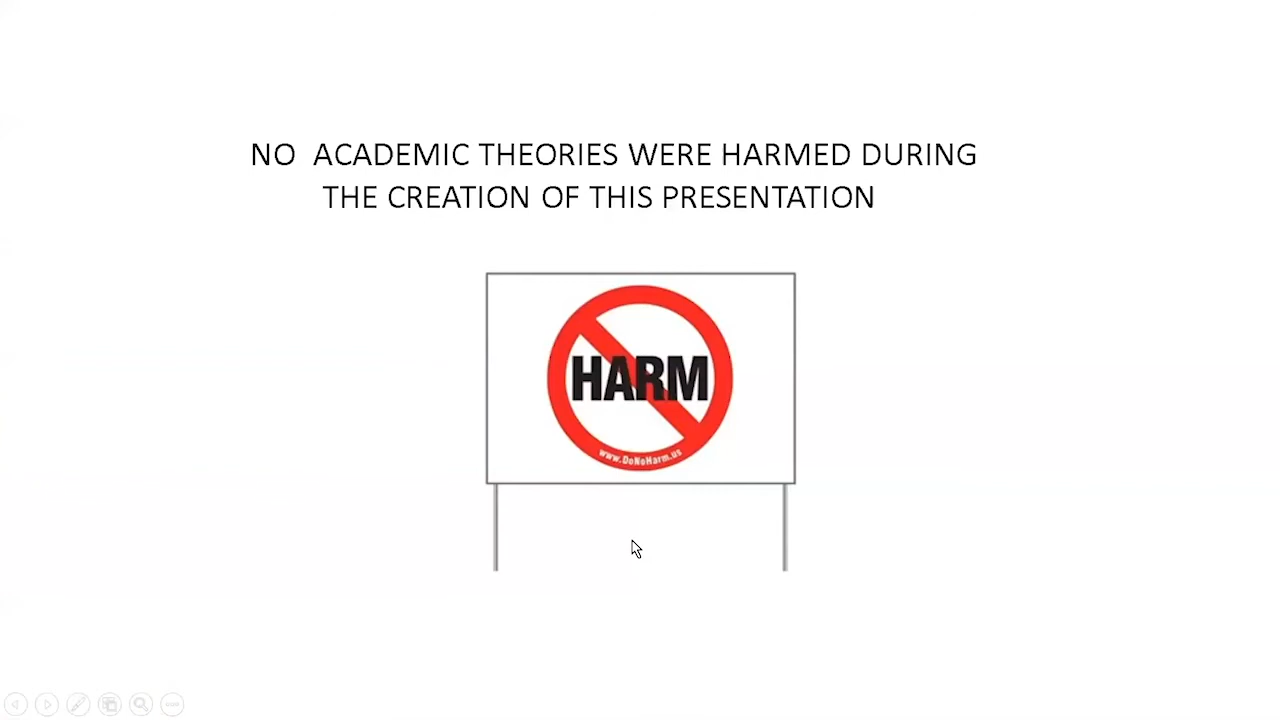 NO ACADEMIC THEORIES WERE HARMED DURING
THE CREATION OF THIS PRESENTATION
HARM
www.DoNoHarm.us